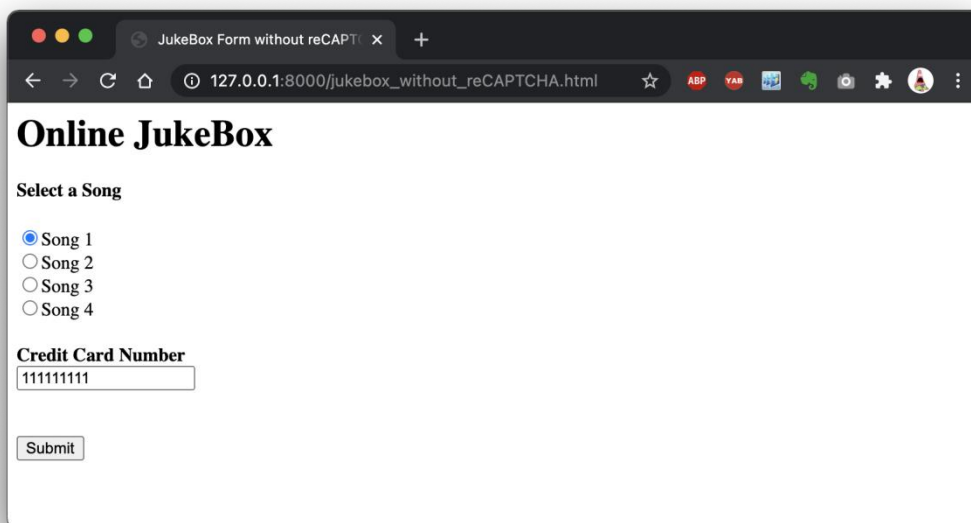 JukeBox Form without reCAPT
127.0.0.1:8000/jukebox_without_reCAPTCHA.html
ABP
YAB
Online JukeBox
Select a Song
Song 1
Song 2
Song 3
Song 4
Credit Card Number
111111111
Submit